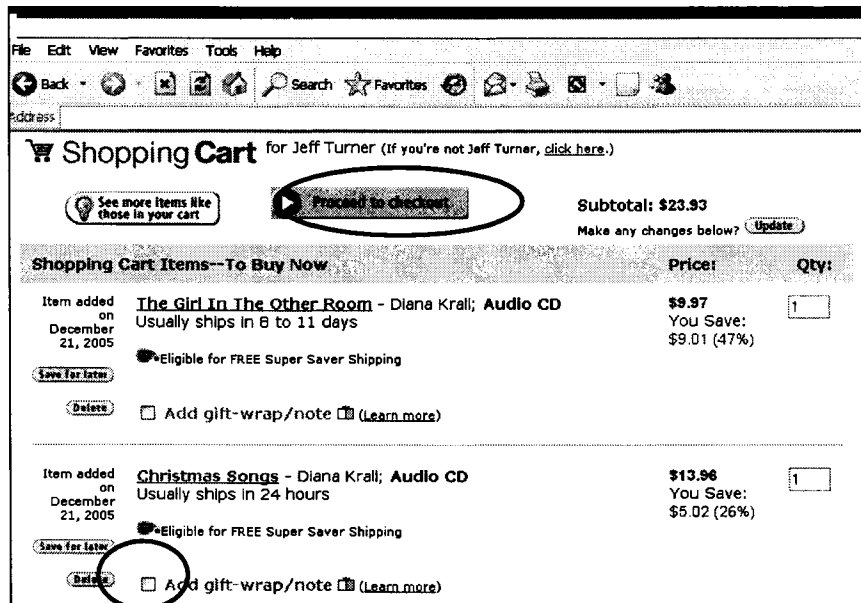 File Edit View Favorites Tools Help
Back Search Favorites
Address
Shopping Cart for Jeff Turner (If you're not Jeff Turner, click here.)
See more items like those in your cart
Proceed to checkout
Subtotal: $23.93
Make any changes below? Update
Shopping Cart Items--To Buy Now Price: Qty:
Item added on December 21, 2005
The Girl In The Other Room - Diana Krall; Audio CD
Usually ships in 8 to 11 days
Eligible for FREE Super Saver Shipping
Save for later
Delete
Add gift-wrap/note (Learn more)
$9.97
You Save:
$9.01 (47%)
1
Item added on December 21, 2005
Christmas Songs - Diana Krall; Audio CD
Usually ships in 24 hours
Eligible for FREE Super Saver Shipping
Save for later
Delete
Add gift-wrap/note (Learn more)
$13.96
You Save:
$5.02 (26%)
1